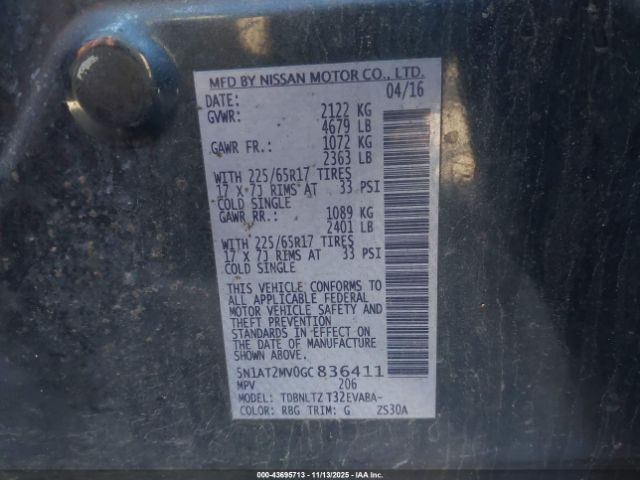 MFD BY NISSAN MOTOR CO., LTD.
DATE: 04/16
GVWR: 2122 KG
4679 LB
GAWR FR.: 1072 KG
2363 LB
WITH 225/65R17 TIRES
17 X 7J RIMS AT 33 PSI
COLD SINGLE
GAWR RR.: 1089 KG
2401 LB
WITH 225/65R17 TIRES
17 X 7J RIMS AT 33 PSI
COLD SINGLE
THIS VEHICLE CONFORMS TO
ALL APPLICABLE FEDERAL
MOTOR VEHICLE SAFETY AND
THEFT PREVENTION
STANDARDS IN EFFECT ON
THE DATE OF MANUFACTURE
SHOWN ABOVE.
5N1AT2MV0GC836411
MPV 206
MODEL: TDBNLTZ T32EVABA-
COLOR: RBG TRIM: G ZS30A
000-43695713 - 11/13/2025 - IAAI.COM